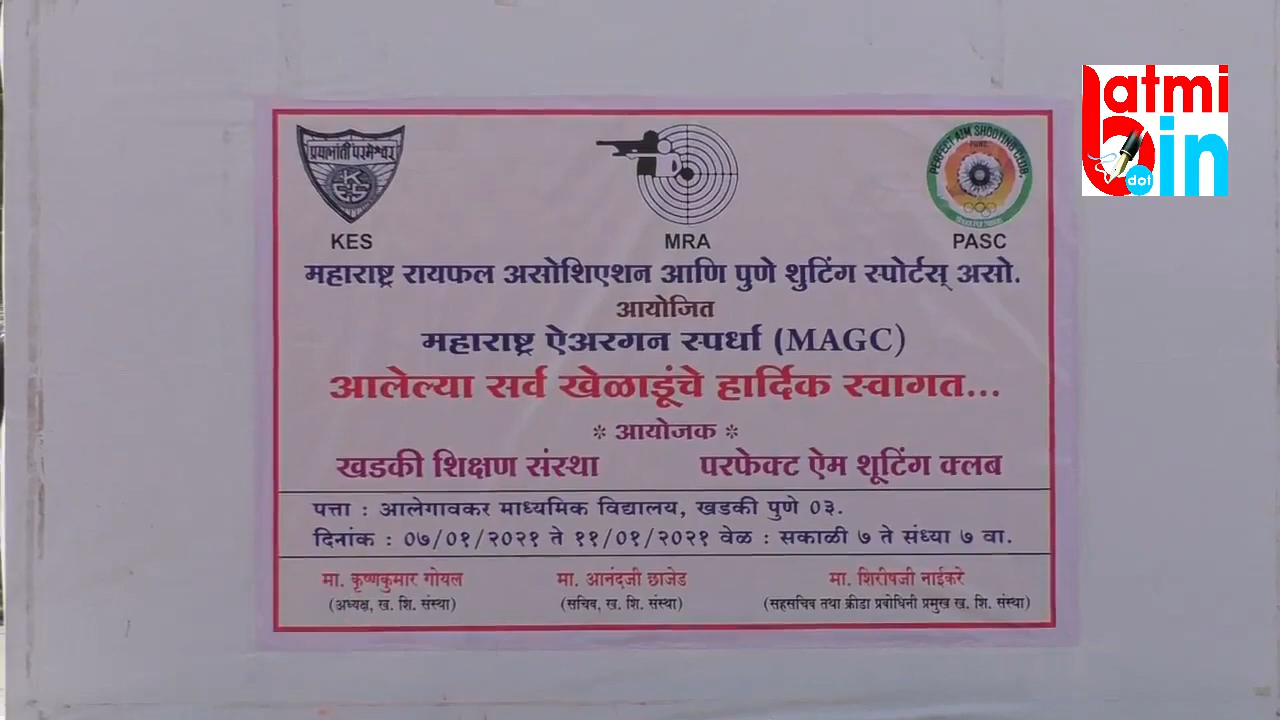 batmi
dot in
प्रयत्नांती परमेश्वर
KES
PERFECT AIM SHOOTING CLUB.
PUNE
KES
MRA
PASC
महाराष्ट्र रायफल असोशिएशन आणि पुणे शुटिंग स्पोर्टस् असो.
आयोजित
महाराष्ट्र ऐअरगन स्पर्धा (MAGC)
आलेल्या सर्व खेळाडूंचे हार्दिक स्वागत...
* आयोजक *
खडकी शिक्षण संस्था परफेक्ट ऐम शूटिंग क्लब
पत्ता : आलेगावकर माध्यमिक विद्यालय, खडकी पुणे ०३.
दिनांक : ०७/०१/२०२१ ते ११/०१/२०२१ वेळ : सकाळी ७ ते संध्या ७ वा.
मा. कृष्णकुमार गोयल मा. आनंदजी छाजेड मा. शिरीषजी नाईकरे
(अध्यक्ष, ख. शि. संस्था) (सचिव, ख. शि. संस्था) (सहसचिव तथा क्रीडा प्रबोधिनी प्रमुख ख. शि. संस्था)